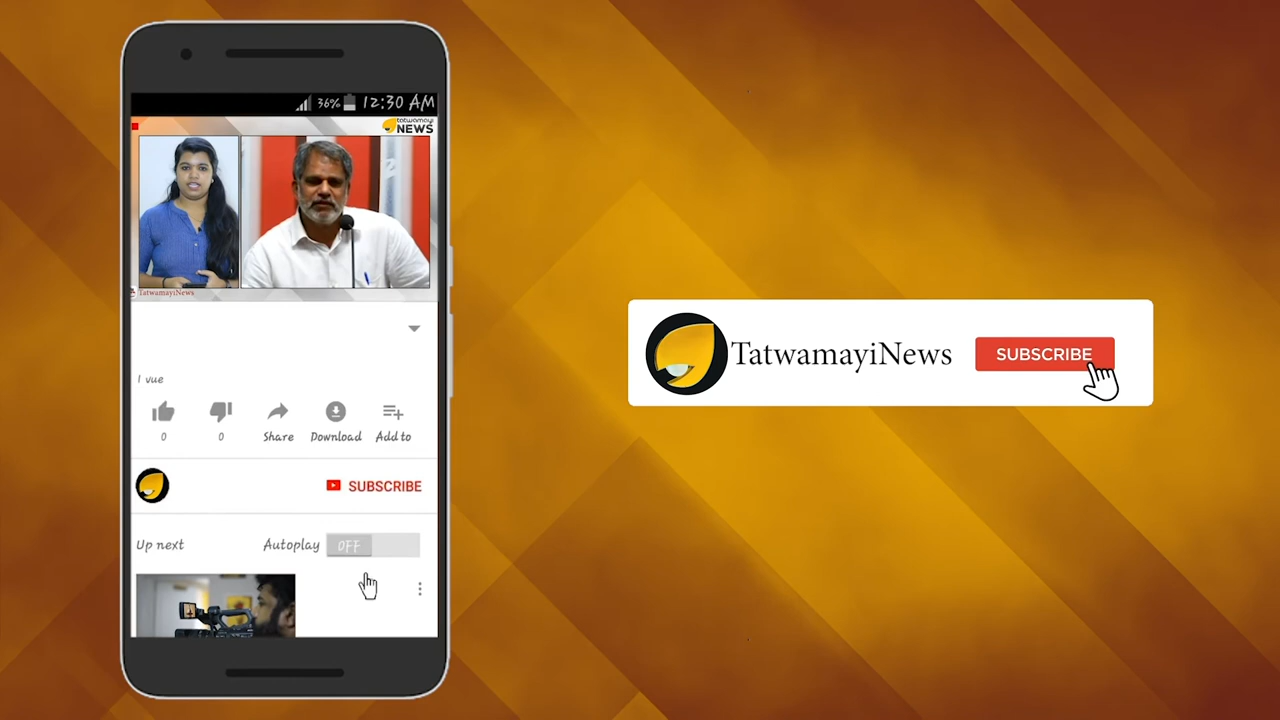 36% 12:30 AM
tatwamayi
NEWS
TatwamayiNews
1 vue
0 0 Share Download Add to
SUBSCRIBE
Up next Autoplay OFF
TatwamayiNews SUBSCRIBE